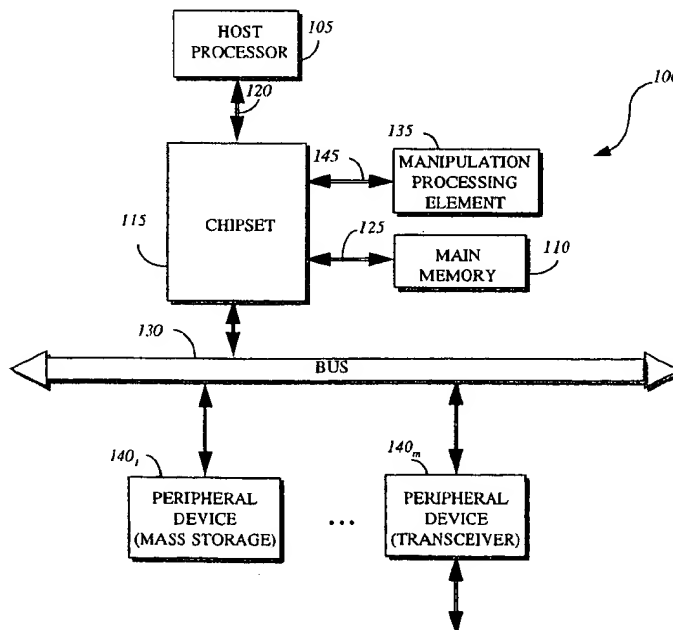 HOST
PROCESSOR
105
120
100
135
145
MANIPULATION
PROCESSING
ELEMENT
115
CHIPSET
125
MAIN
MEMORY
110
130
BUS
140₁
140ₘ
PERIPHERAL
DEVICE
(MASS STORAGE)
...
PERIPHERAL
DEVICE
(TRANSCEIVER)